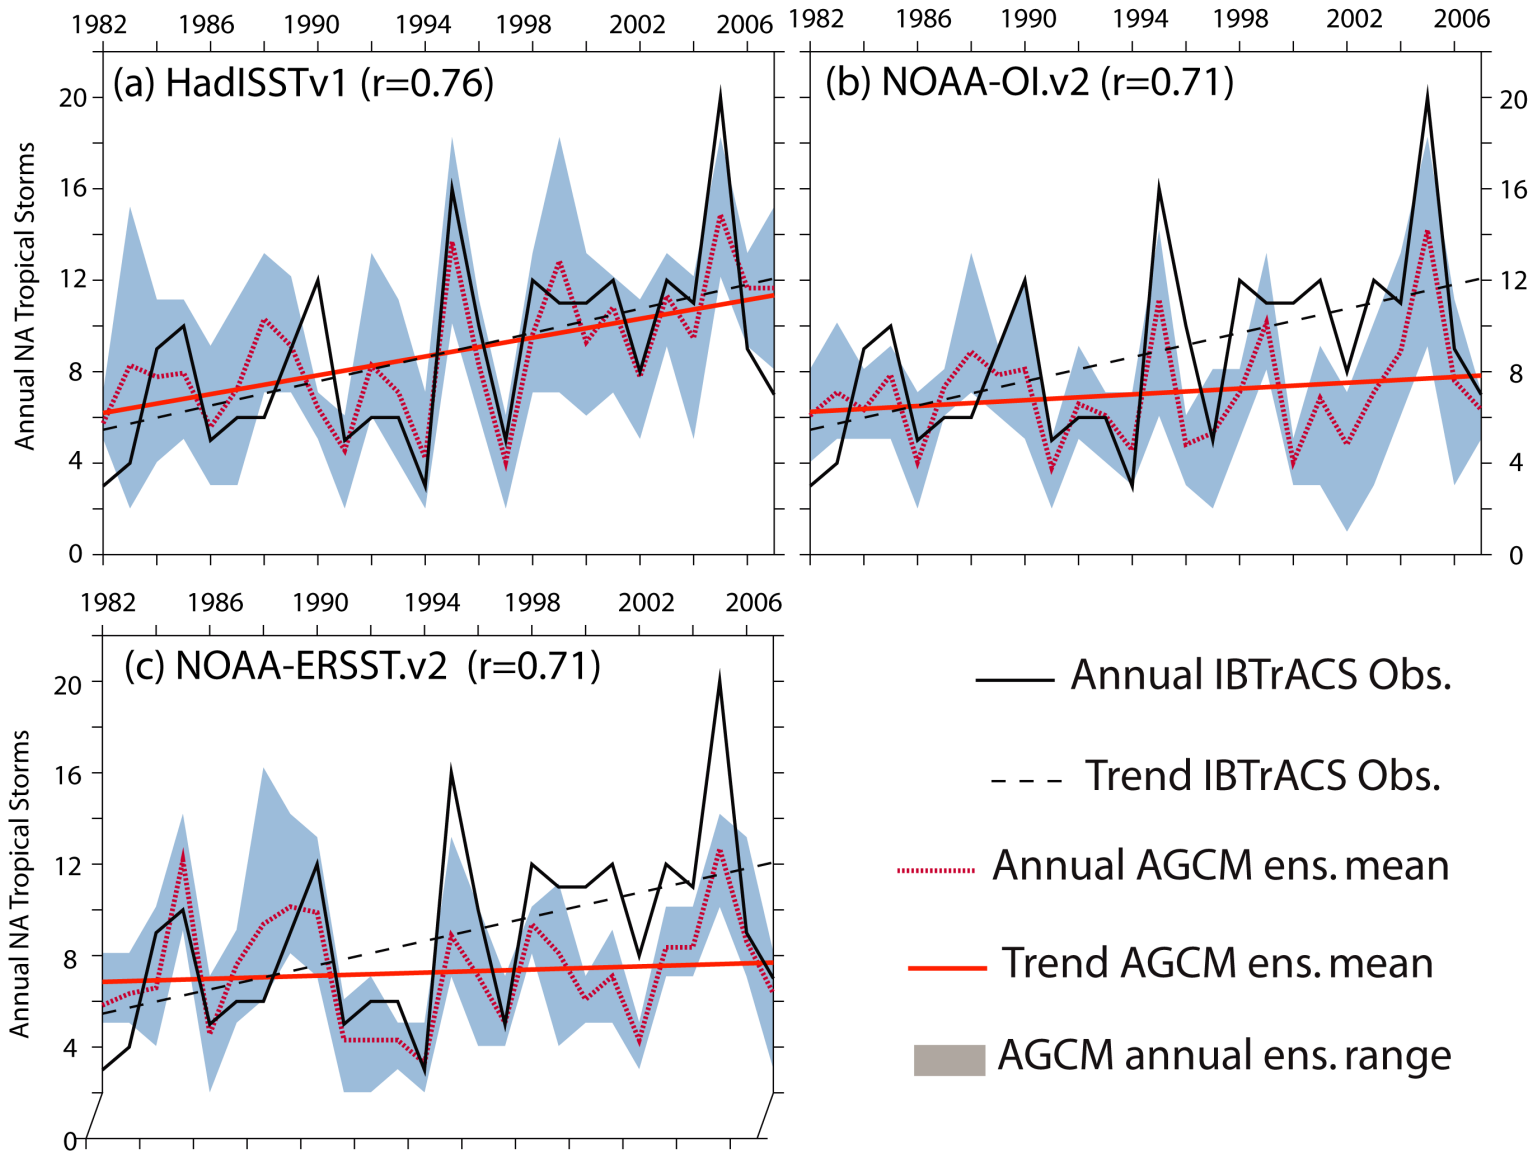 1982 1986 1990 1994 1998 2002 2006
(a) HadISSTv1 (r=0.76)
Annual NA Tropical Storms
20
16
12
8
4
0
1982 1986 1990 1994 1998 2002 2006
(b) NOAA-OI.v2 (r=0.71)
20
16
12
8
4
0
1982 1986 1990 1994 1998 2002 2006
(c) NOAA-ERSST.v2 (r=0.71)
Annual NA Tropical Storms
20
16
12
8
4
0
Annual IBTrACS Obs.
Trend IBTrACS Obs.
Annual AGCM ens. mean
Trend AGCM ens. mean
AGCM annual ens. range